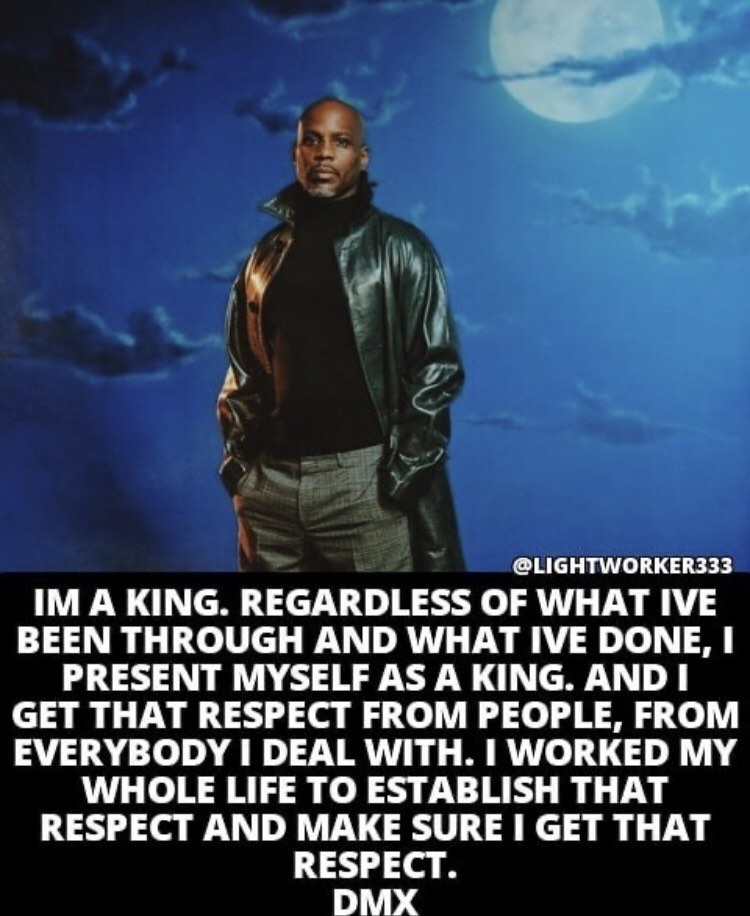 @LIGHTWORKER333
IM A KING. REGARDLESS OF WHAT IVE
BEEN THROUGH AND WHAT IVE DONE, I
PRESENT MYSELF AS A KING. AND I
GET THAT RESPECT FROM PEOPLE, FROM
EVERYBODY I DEAL WITH. I WORKED MY
WHOLE LIFE TO ESTABLISH THAT
RESPECT AND MAKE SURE I GET THAT
RESPECT.
DMX